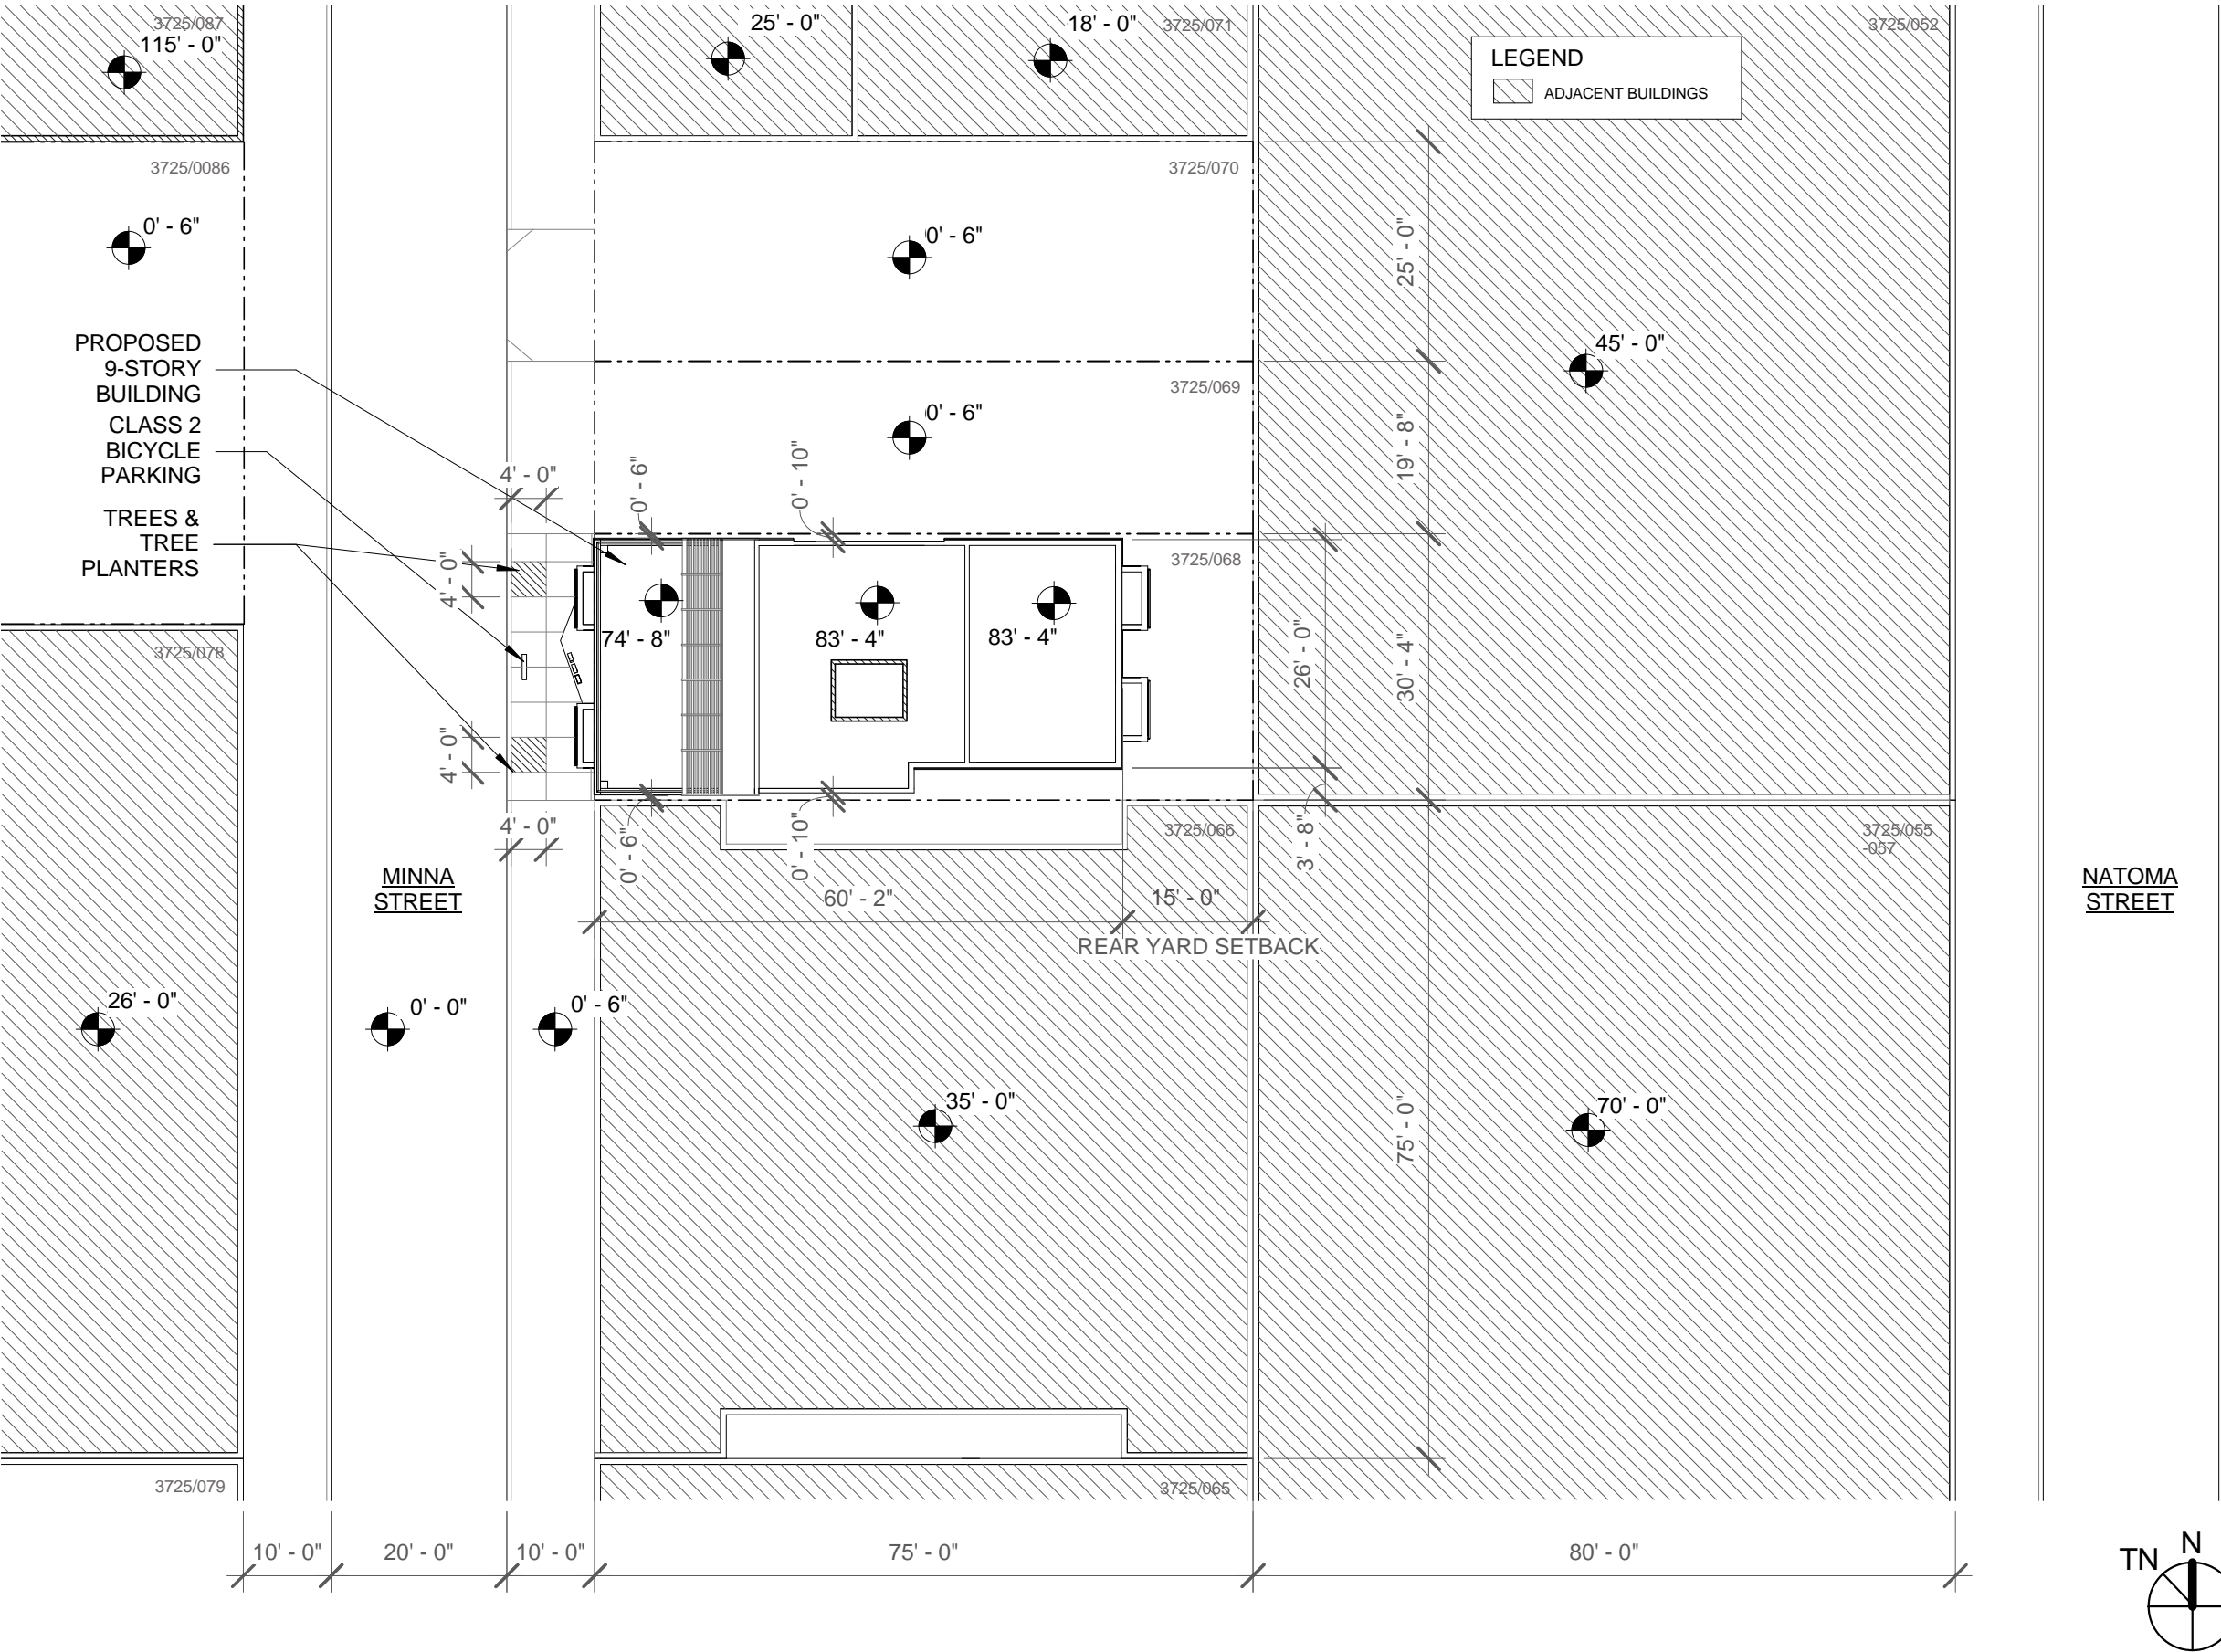 3725/087
115' - 0"
25' - 0"
18' - 0"
3725/071
3725/052
LEGEND
ADJACENT BUILDINGS
3725/0086
3725/070
0' - 6"
0' - 6"
25' - 0"
PROPOSED
9-STORY
BUILDING
45' - 0"
3725/069
0' - 6"
CLASS 2
BICYCLE
PARKING
4' - 0"
0' - 6"
0' - 10"
19' - 8"
TREES &
TREE
PLANTERS
4' - 0"
3725/068
74' - 8"
83' - 4"
83' - 4"
26' - 0"
30' - 4"
3725/078
4' - 0"
4' - 0"
0' - 6"
0' - 10"
3725/066
3' - 8"
3725/055
-057
MINNA
STREET
60' - 2"
15' - 0"
REAR YARD SETBACK
NATOMA
STREET
26' - 0"
0' - 0"
0' - 6"
35' - 0"
75' - 0"
70' - 0"
3725/079
3725/065
10' - 0"
20' - 0"
10' - 0"
75' - 0"
80' - 0"
TN
N